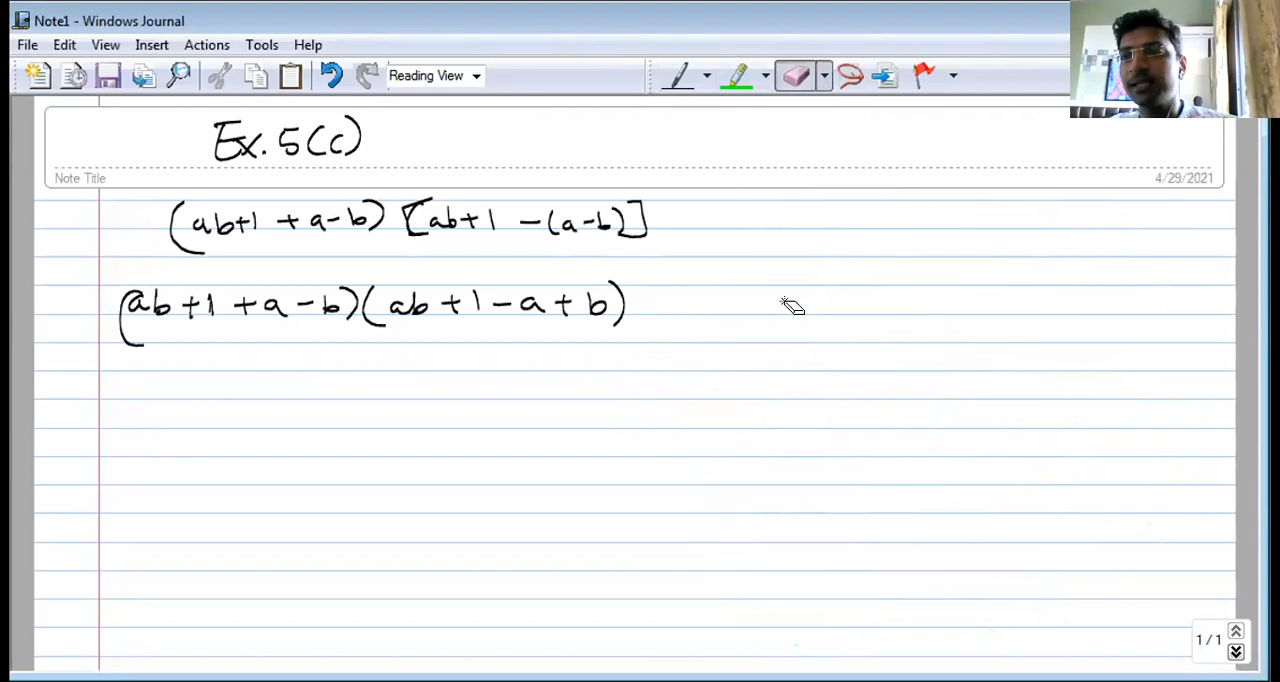 Note1 - Windows Journal
File Edit View Insert Actions Tools Help
Reading View
Ex. 5(c)
Note Title
4/29/2021
(ab+1 +a-b) [ab+1 -(a-b)]
(ab+1 +a-b)(ab+1-a+b)
1/1